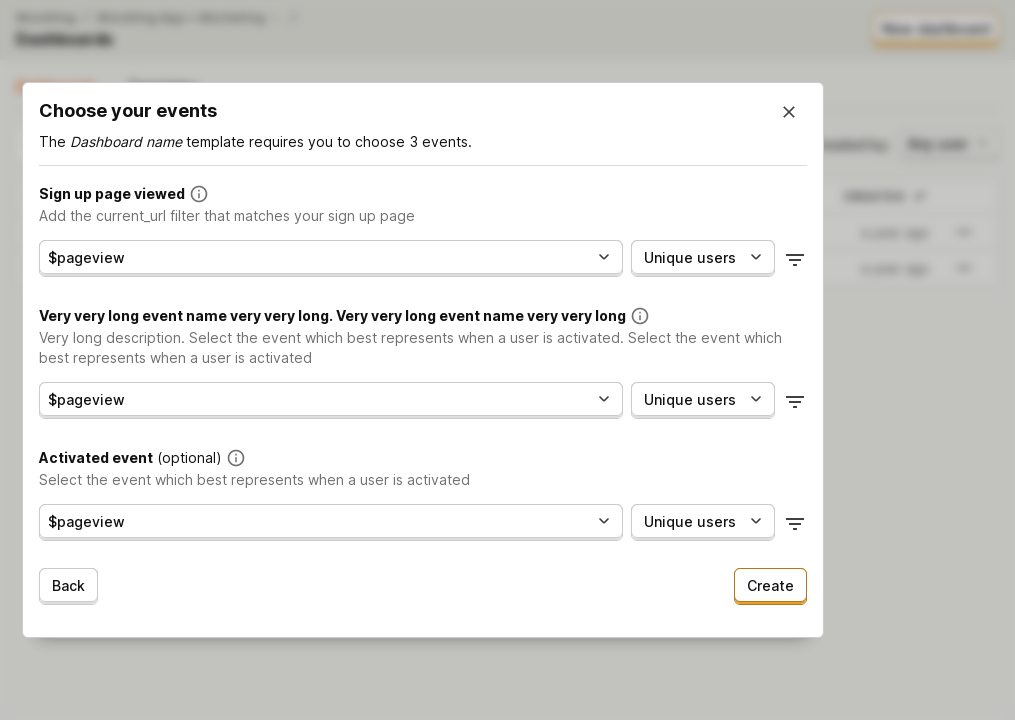 Dashboards
New dashboard
Choose your events
The Dashboard name template requires you to choose 3 events.
Sign up page viewed
Add the current_url filter that matches your sign up page
$pageview
Unique users
Very very long event name very very long. Very very long event name very very long
Very long description. Select the event which best represents when a user is activated. Select the event which
best represents when a user is activated
$pageview
Unique users
Activated event (optional)
Select the event which best represents when a user is activated
$pageview
Unique users
Back
Create